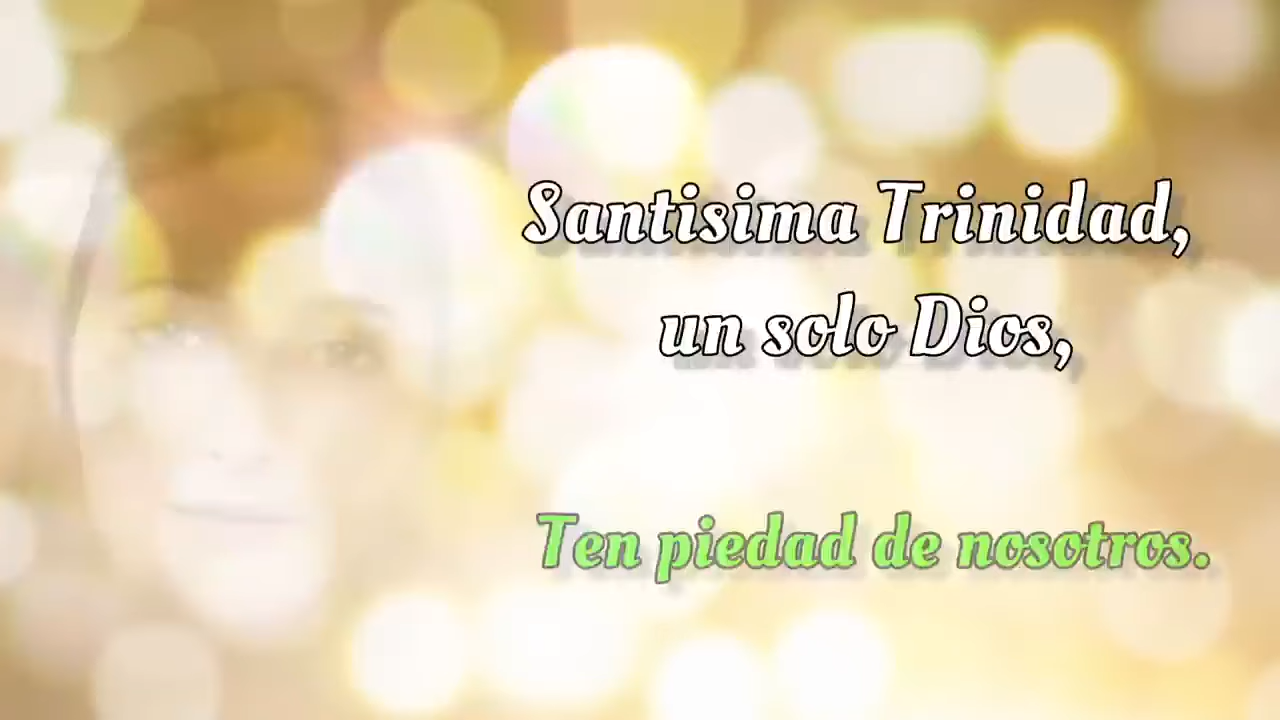 Santisima Trinidad,
un solo Dios,
Ten piedad de nosotros.